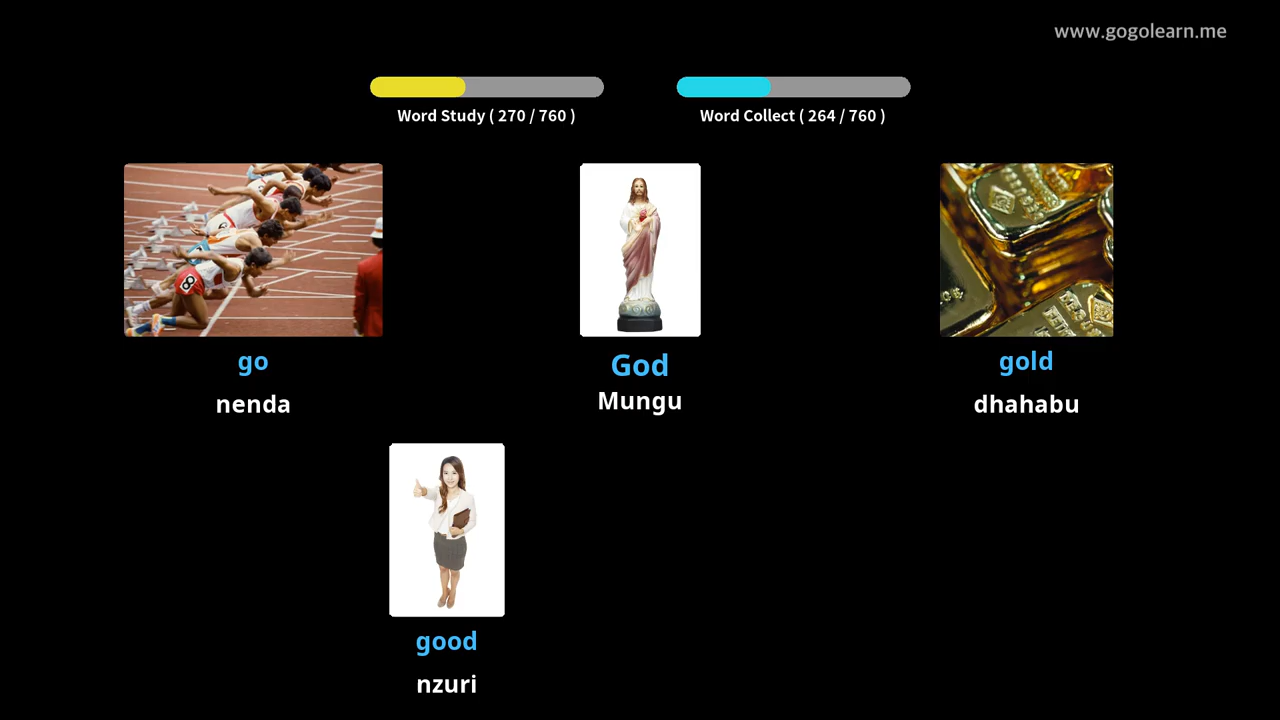 www.gogolearn.me
Word Study ( 270 / 760 )
Word Collect ( 264 / 760 )
8
go
God
gold
nenda
Mungu
dhahabu
good
nzuri